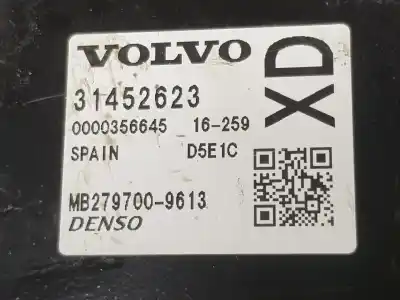 VOLVO
31452623
0000356645 16-259
SPAIN D5E1C
MB279700-9613
DENSO
XD